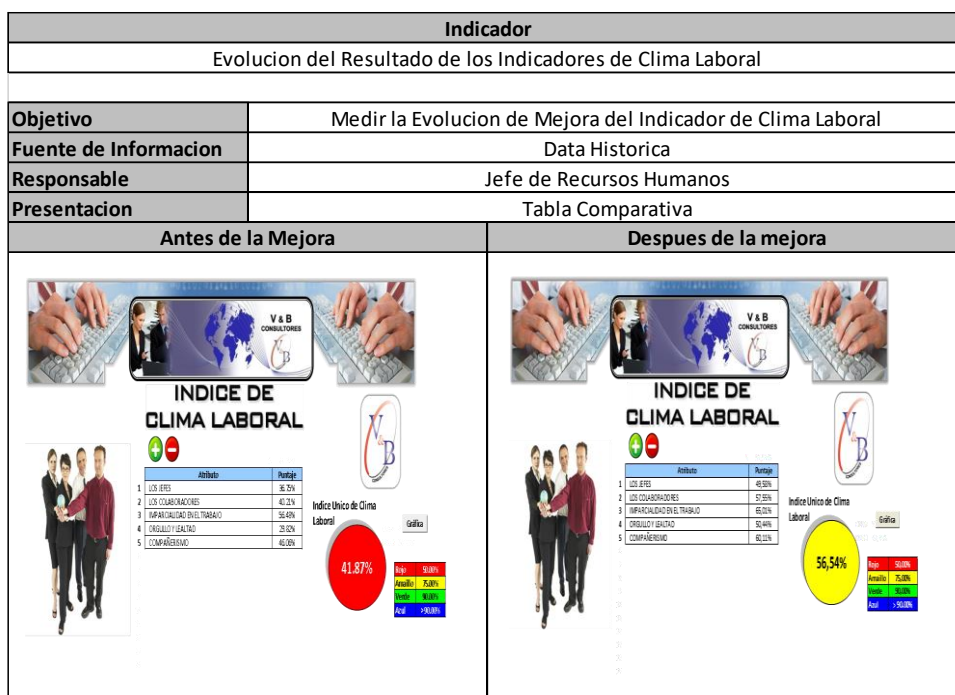 Indicador
Evolucion del Resultado de los Indicadores de Clima Laboral
Objetivo Medir la Evolucion de Mejora del Indicador de Clima Laboral
Fuente de Informacion Data Historica
Responsable Jefe de Recursos Humanos
Presentacion Tabla Comparativa
Antes de la Mejora Despues de la mejora
V & B
CONSULTORES
V&B
INDICE DE
CLIMA LABORAL
V&B
Atributo Puntaje
1 LOS JEFES 36.75%
2 LOS COLABORADORES 40.21%
3 IMPARCIALIDAD EN EL TRABAJO 56.48%
4 ORGULLO Y LEALTAD
5 COMPAÑERISMO 46.06%
Indice Unico de Clima
Laboral
Gráfica
41.87%
Rojo 50.00%
Amarillo 75.00%
Verde 90.00%
Azul >90.00%
V & B
CONSULTORES
V&B
INDICE DE
CLIMA LABORAL
V&B
Atributo Puntaje
1 LOS JEFES 49,58%
2 LOS COLABORADORES 57,55%
3 IMPARCIALIDAD EN EL TRABAJO 65,01%
4 ORGULLO Y LEALTAD 50,44%
5 COMPAÑERISMO 60,11%
Indice Unico de Clima
Laboral
Gráfica
56,54%
Rojo 50,00%
Amarillo 75,00%
Verde 90,00%
Azul > 90,00%